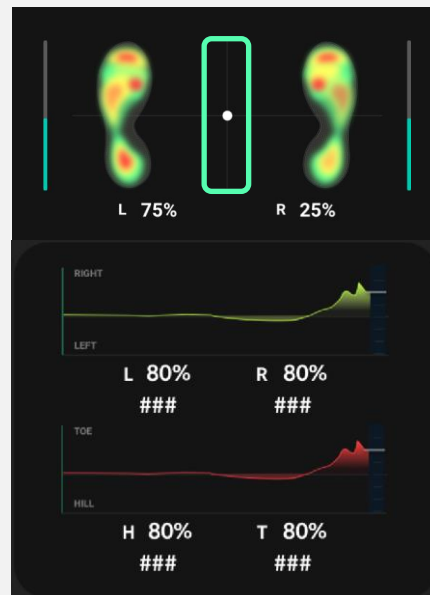 L 75% R 25%
RIGHT
LEFT
L 80% R 80%
### ###
TOE
HILL
H 80% T 80%
### ###